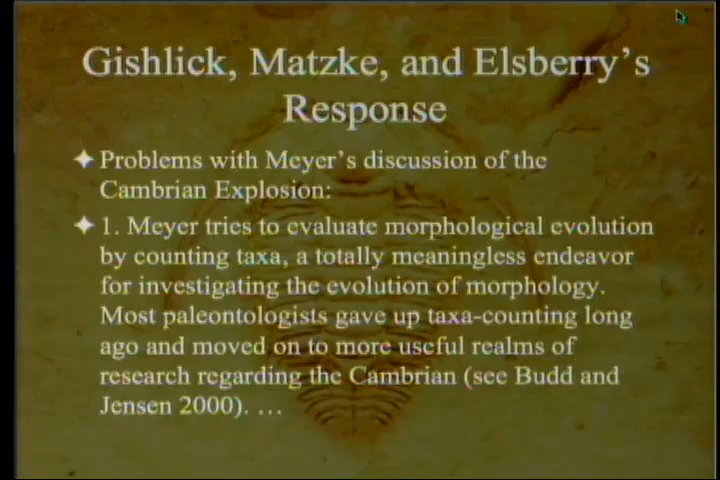 Gishlick, Matzke, and Elsberry's
Response
Problems with Meyer's discussion of the
Cambrian Explosion:
1. Meyer tries to evaluate morphological evolution
by counting taxa, a totally meaningless endeavor
for investigating the evolution of morphology.
Most paleontologists gave up taxa-counting long
ago and moved on to more useful realms of
research regarding the Cambrian (see Budd and
Jensen 2000). …